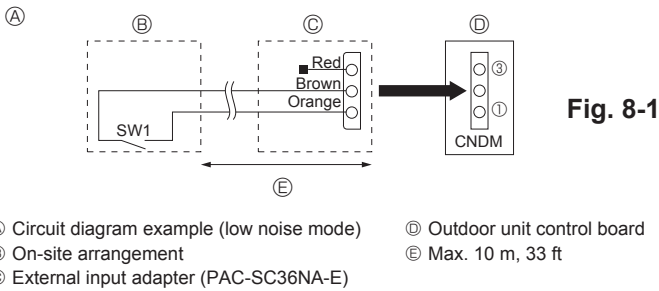 Ⓐ
Ⓑ
Ⓒ
Ⓓ
Red
Brown
Orange
③
①
SW1
CNDM
Ⓔ
Fig. 8-1
Circuit diagram example (low noise mode)
On-site arrangement
External input adapter (PAC-SC36NA-E)
Ⓓ Outdoor unit control board
Ⓔ Max. 10 m, 33 ft